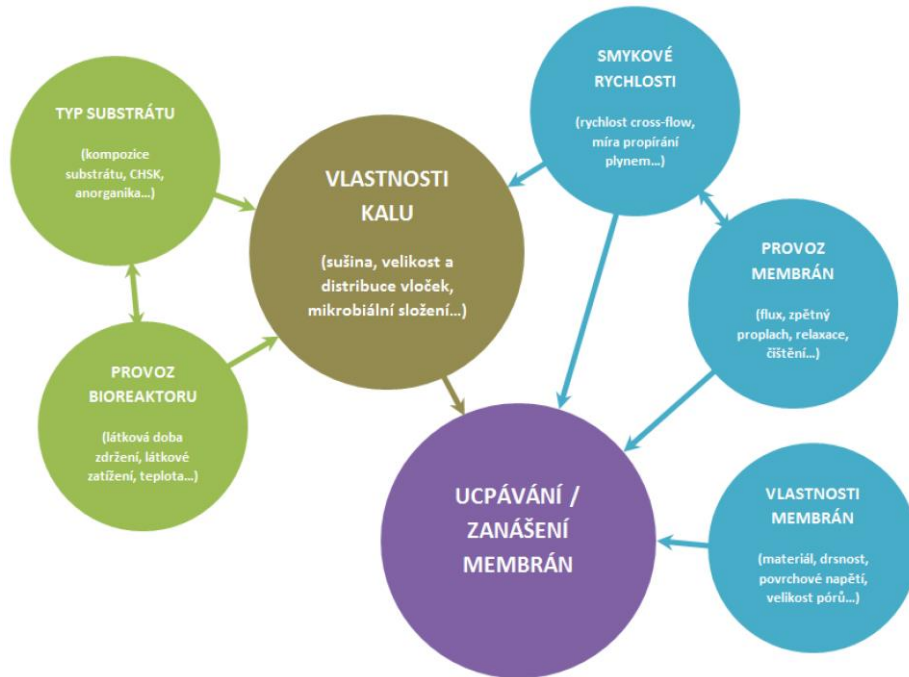 TYP SUBSTRÁTU
(kompozice
substrátu, CHSK,
anorganika...)
VLASTNOSTI
KALU
(sušina, velikost a
distribuce vloček,
mikrobiální složení...)
SMYKOVÉ
RYCHLOSTI
(rychlost cross-flow,
míra propírání
plynem...)
PROVOZ
MEMBRÁN
(flux, zpětný
proplach, relaxace,
čištění...)
PROVOZ
BIOREAKTORU
(látková doba
zdržení, látkové
zatížení, teplota...)
UCPÁVÁNÍ /
ZANÁŠENÍ
MEMBRÁN
VLASTNOSTI
MEMBRÁN
(materiál, drsnost,
povrchové napětí,
velikost pórů...)